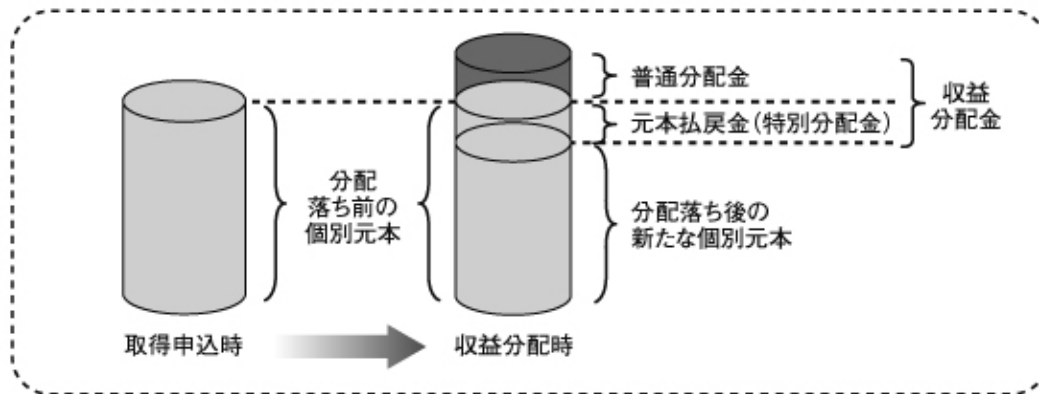 普通分配金
元本払戻金(特別分配金)
収益
分配金
分配
落ち前の
個別元本
分配落ち後の
新たな個別元本
取得申込時
収益分配時